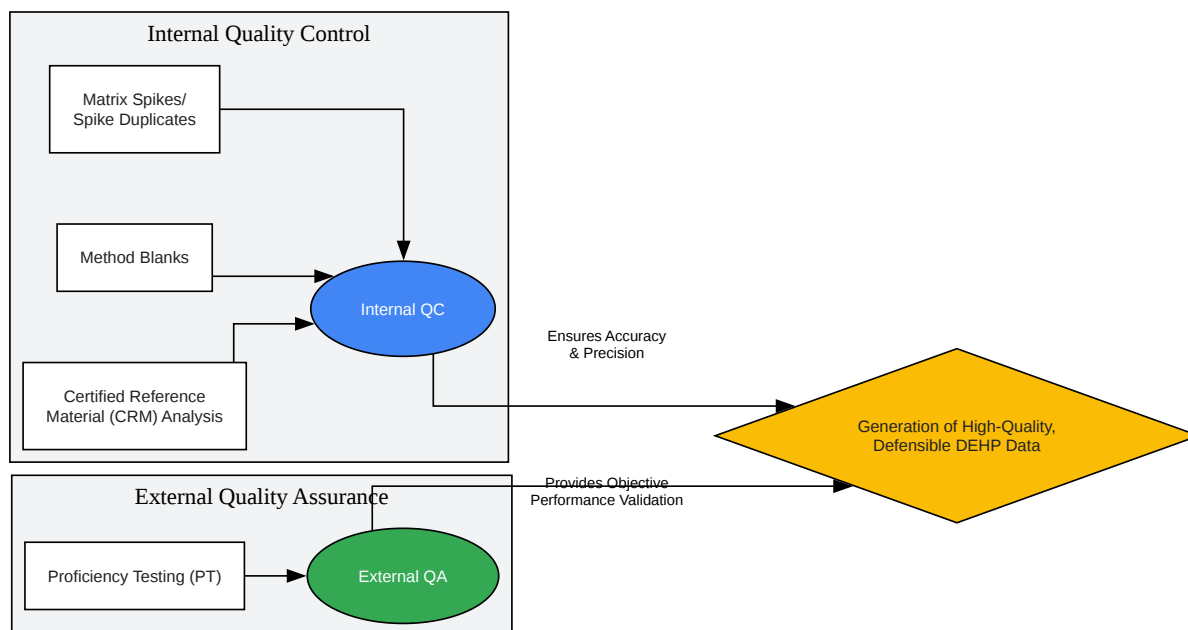 Internal Quality Control
Matrix Spikes/
Spike Duplicates
Method Blanks
Internal QC
Certified Reference
Material (CRM) Analysis
Ensures Accuracy
& Precision
Generation of High-Quality,
Defensible DEHP Data
External Quality Assurance
Provides Objective
Performance Validation
Proficiency Testing (PT)
External QA